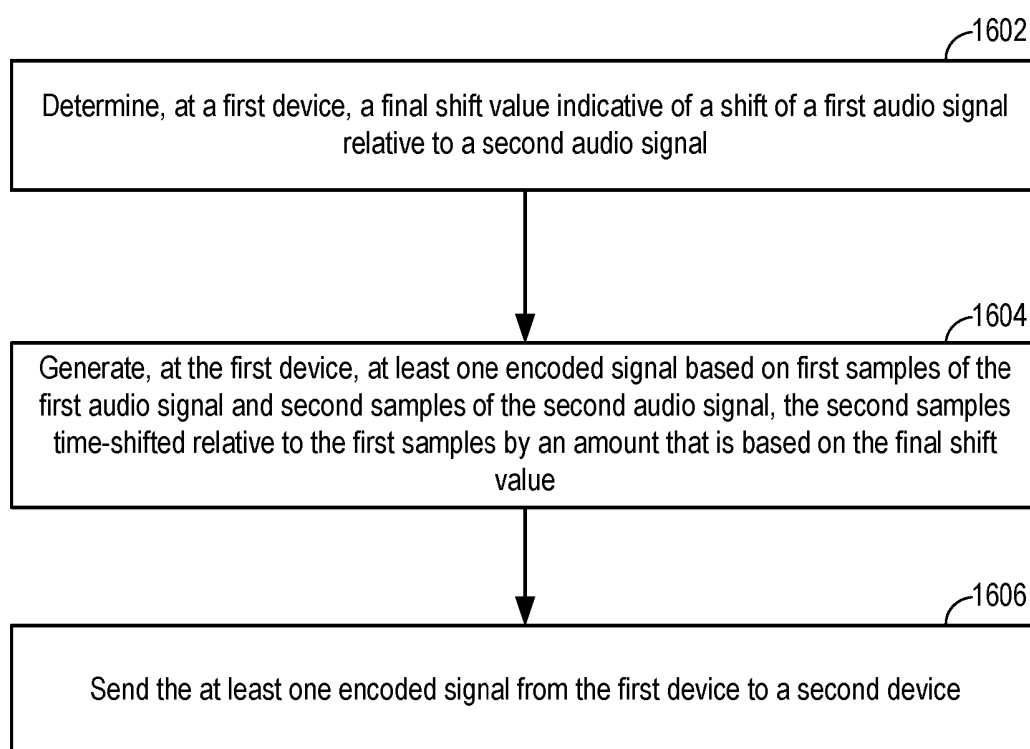 1602
Determine, at a first device, a final shift value indicative of a shift of a first audio signal
relative to a second audio signal
1604
Generate, at the first device, at least one encoded signal based on first samples of the
first audio signal and second samples of the second audio signal, the second samples
time-shifted relative to the first samples by an amount that is based on the final shift
value
1606
Send the at least one encoded signal from the first device to a second device